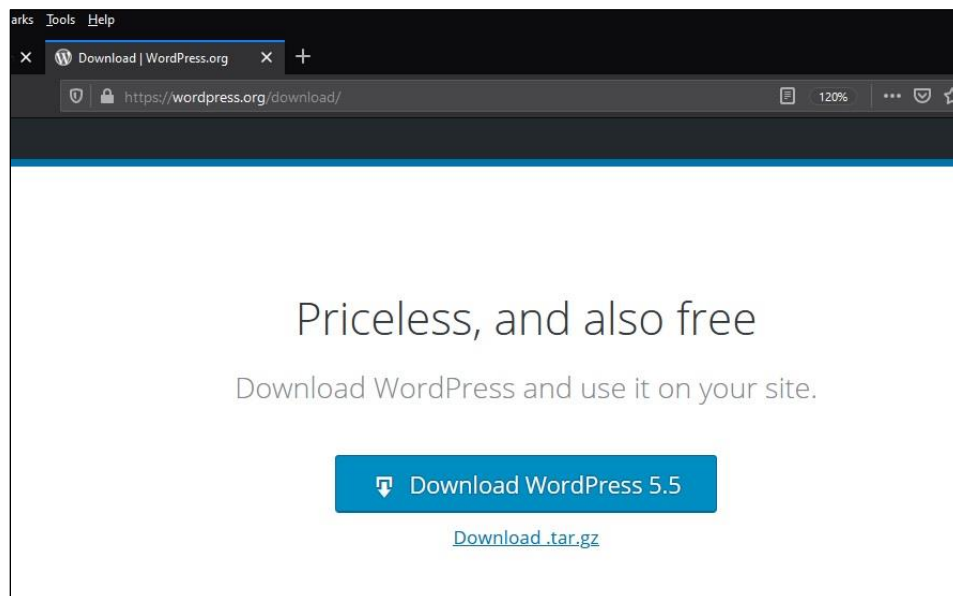 arks Tools Help
Download | WordPress.org
https://wordpress.org/download/ 120%
Priceless, and also free
Download WordPress and use it on your site.
Download WordPress 5.5
Download .tar.gz